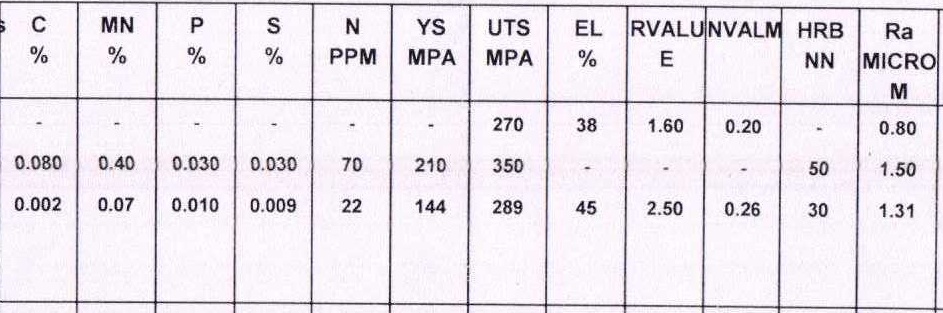 s C MN P S N YS UTS EL RVALU NVALM HRB Ra
% % % % PPM MPA MPA % E NN MICRO
M
- - - - - - 270 38 1.60 0.20 - 0.80
0.080 0.40 0.030 0.030 70 210 350 - - - 50 1.50
0.002 0.07 0.010 0.009 22 144 289 45 2.50 0.26 30 1.31